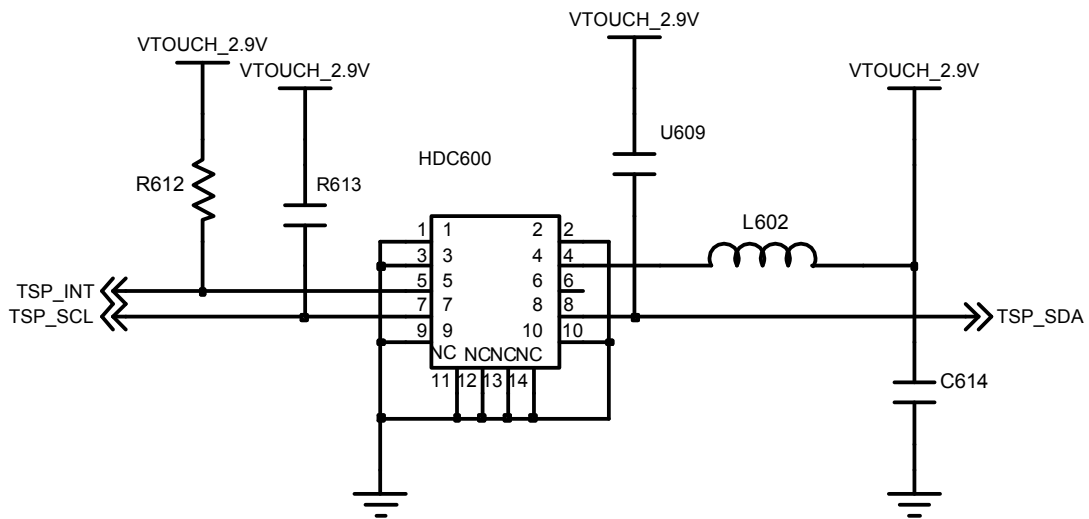 VTOUCH_2.9V
VTOUCH_2.9V
VTOUCH_2.9V
VTOUCH_2.9V
U609
HDC600
R612
R613
L602
1 1 2 2
3 3 4 4
TSP_INT 5 5 6 6
TSP_SCL 7 7 8 8 TSP_SDA
9 9 10 10
NC NC NC NC
11 12 13 14
C614